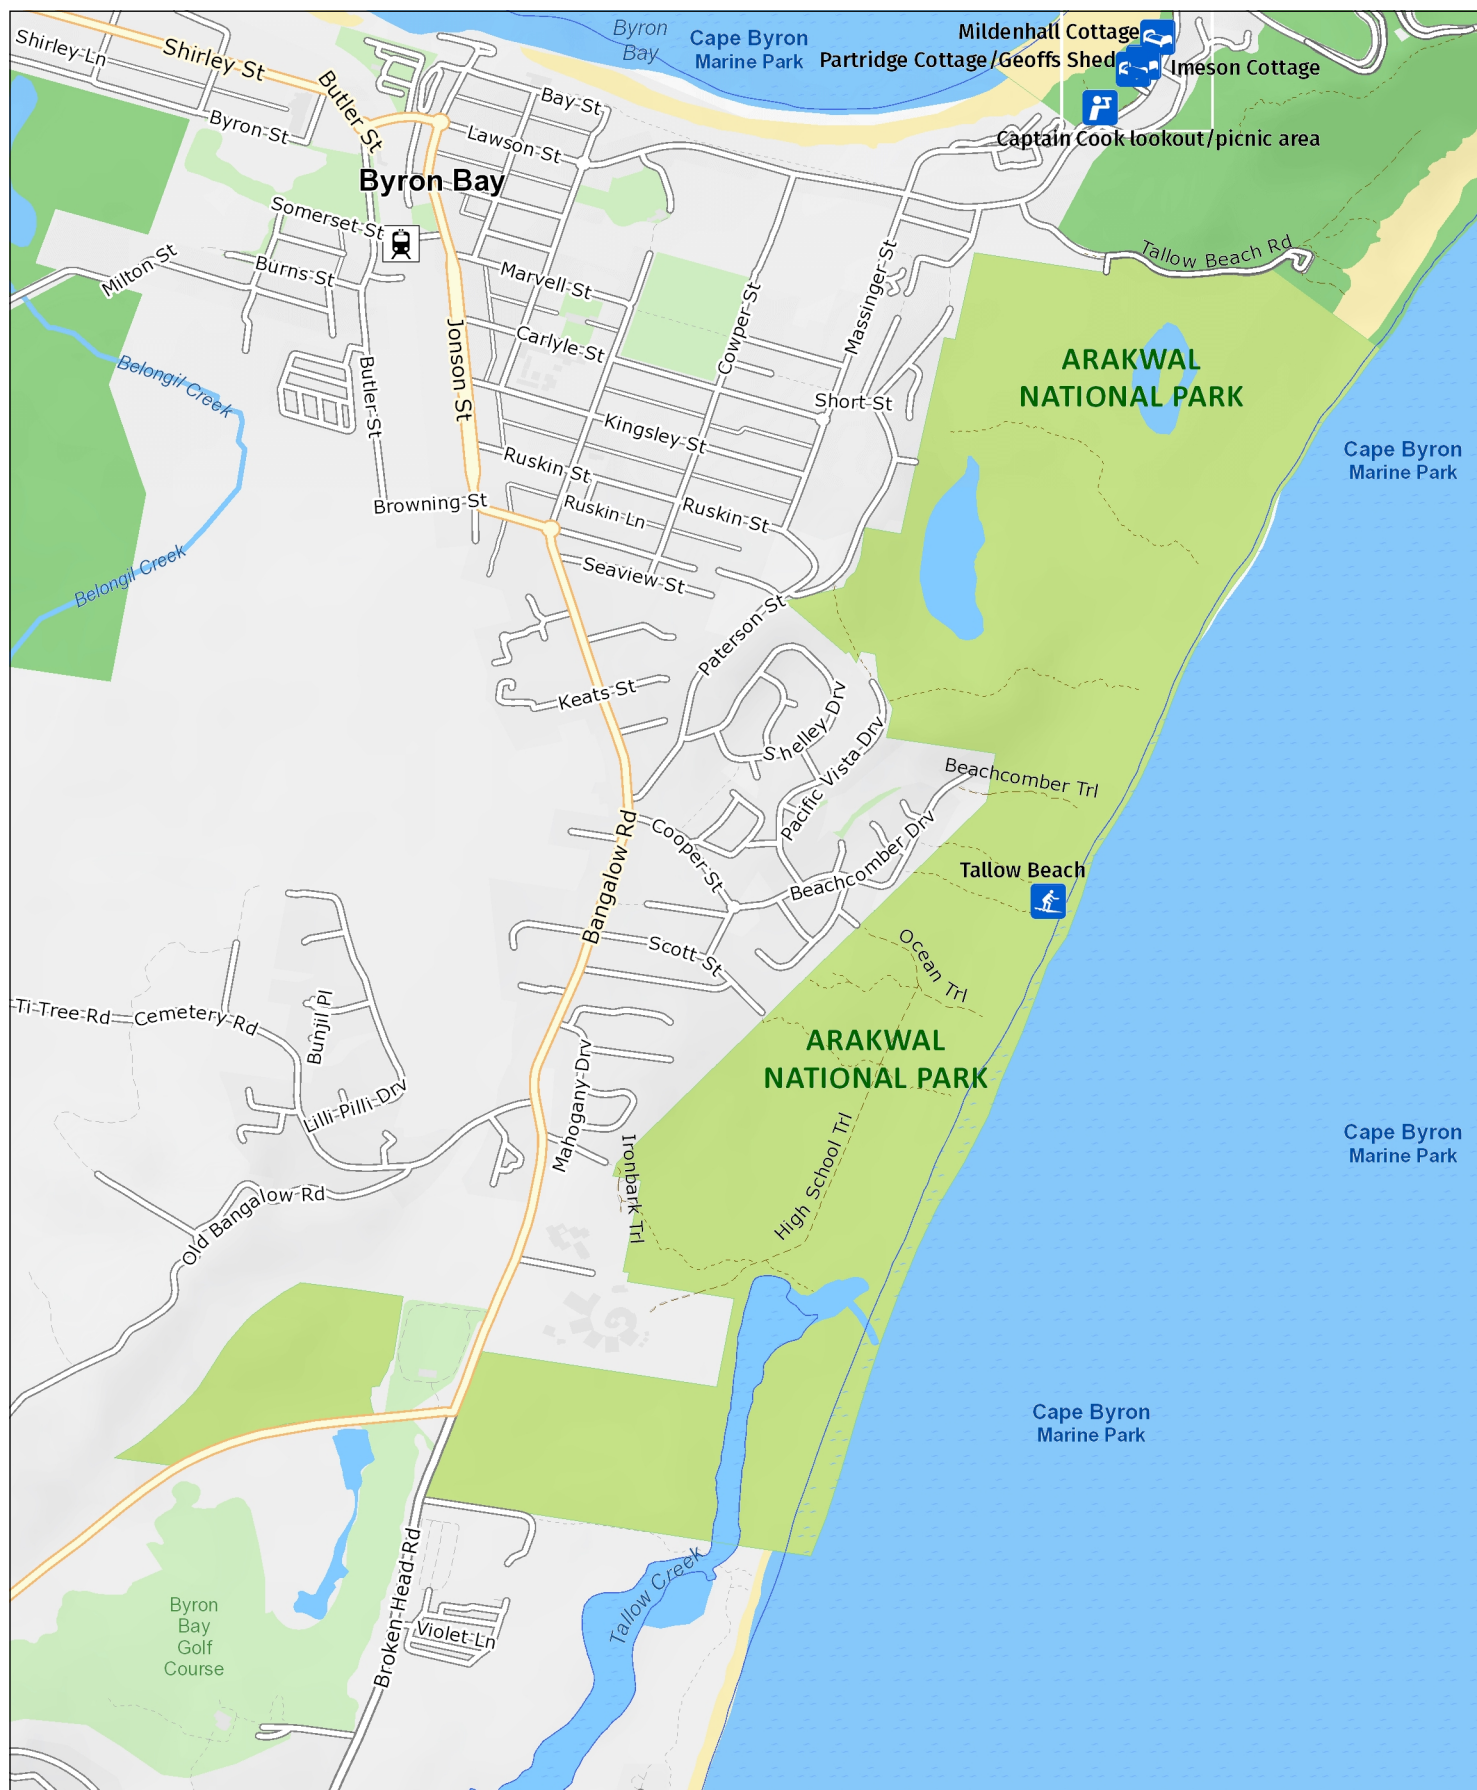 Shirley Ln
Shirley St
Butler St
Byron St
Byron
Bay
Cape Byron
Marine Park
Mildenhall Cottage
Partridge Cottage/Geoffs Shed
Imeson Cottage
Captain Cook lookout/picnic area
Bay St
Lawson St
Byron Bay
Somerset St
Milton St
Burns St
Marvell St
Tallow Beach Rd
Massinger St
Cowper St
Jonson St
Carlyle St
Butler St
Belongil Creek
ARAKWAL
NATIONAL PARK
Short St
Kingsley St
Cape Byron
Marine Park
Ruskin St
Browning St
Ruskin Ln
Ruskin St
Belongil Creek
Seaview St
Paterson St
Keats St
Shelley Drv
Pacific Vista Drv
Beachcomber Trl
Bangalow Rd
Cooper St
Beachcomber Drv
Tallow Beach
Scott St
Ocean Trl
Ti Tree Rd
Cemetery Rd
Bunjil Pl
ARAKWAL
NATIONAL PARK
Lilli Pilli Drv
Mahogany Drv
Ironbark Trl
High School Trl
Cape Byron
Marine Park
Old Bangalow Rd
Cape Byron
Marine Park
Broken Head Rd
Tallow Creek
Violet Ln
Byron
Bay
Golf
Course